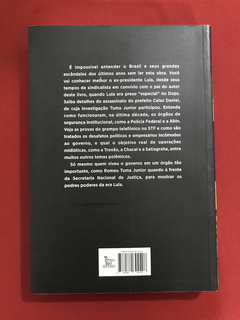 É impossível entender o Brasil e seus grandes
escândalos dos últimos anos sem ler esta obra. Você
vai conhecer melhor o ex-presidente Lula, desde
seus tempos de sindicalista em convívio com o pai do
autor deste livro, quando Lula era preso "especial" no Dops.
Saiba detalhes do assassinato do prefeito Celso Daniel,
de cuja investigação Tuma Junior participou. Entenda
como funcionaram, na última década, os órgãos de
segurança institucional, como a Polícia Federal e a Abin.
Veja as provas do grampo telefônico no STF e como são
tratados os desafetos políticos e empresários incômodos
ao governo, e qual o objetivo real de operações
midiáticas, como a Trovão, a Chacal e a Satiagraha, entre
muitos outros temas polêmicos.
Só mesmo quem viveu o governo em um órgão tão
importante, como Romeu Tuma Junior quando à frente
da Secretaria Nacional de Justiça, para mostrar os
podres poderes da era Lula.